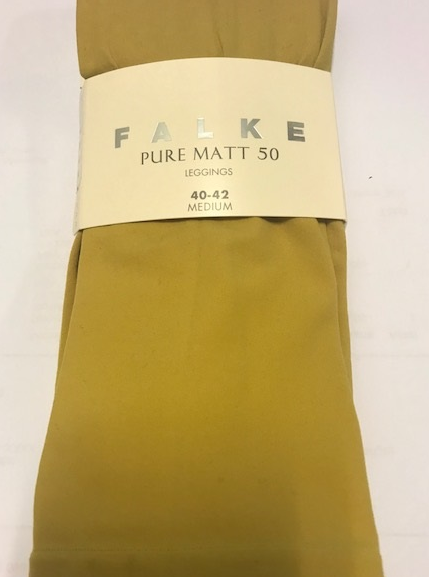 FALKE
PURE MATT 50
LEGGINGS
40-42
MEDIUM